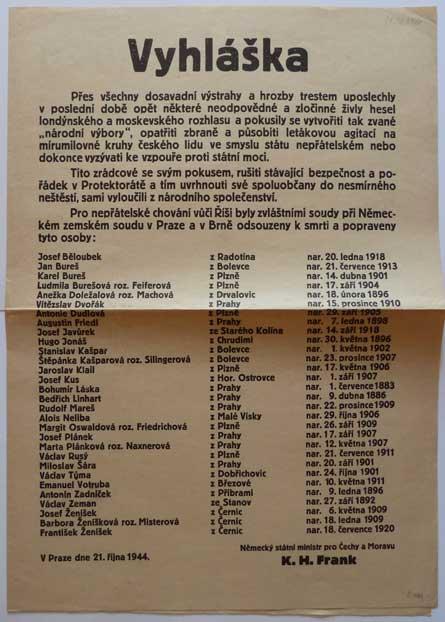 Vyhláška
Přes všechny dosavadní výstrahy a hrozby trestem uposlechly
v poslední době opět některé neodpovědné a zločinné živly hesel
londýnského a moskevského rozhlasu a pokusily se vytvořiti tak zvané
„národní výbory“, opatřiti zbraně a působiti letákovou agitací na
mírumilovné kruhy českého lidu ve smyslu státu nepřátelském nebo
dokonce vyzývati ke vzpouře proti státní moci.
Tito zrádcové se svým pokusem, rušiti stávající bezpečnost a po-
řádek v Protektorátě a tím uvrhnouti své spoluobčany do nesmírného
neštěstí, sami vyloučili z národního společenství.
Pro nepřátelské chování vůči Říši byly zvláštními soudy při Němec-
kém zemském soudu v Praze a v Brně odsouzeny k smrti a popraveny
tyto osoby:
Josef Běloubek z Radotína nar. 20. ledna 1918
Jan Bureš z Bolevce nar. 21. července 1913
Karel Bureš z Plzně nar. 14. dubna 1901
Ludmila Burešová roz. Feiferová z Plzně nar. 17. září 1904
Anežka Doležalová roz. Machová z Drvalovic nar. 18. února 1896
Vítězslav Dvořák z Prahy nar. 15. prosince 1910
Antonie Dudlová z Plzně nar. 29. září 1905
Augustin Friedl z Prahy nar. 7. ledna 1898
Josef Javůrek ze Starého Kolína nar. 14. září 1918
Hugo Jonáš z Chrudimi nar. 30. května 1896
Stanislav Kašpar z Bolevce nar. 1. května 1902
Štěpánka Kašparová roz. Silingerová z Bolevce nar. 23. prosince 1907
Jaroslav Klail z Plzně nar. 17. května 1906
Josef Kus z Hor. Ostrovce nar. 1. září 1907
Bohumír Láska z Prahy nar. 1. července 1883
Bedřich Linhart z Prahy nar. 9. dubna 1886
Rudolf Mareš z Prahy nar. 22. prosince 1909
Alois Neliba z Malé Visky nar. 29. října 1906
Margit Oswaldová roz. Friedrichová z Plzně nar. 26. září 1909
Josef Plánek z Prahy nar. 17. září 1907
Marta Plánková roz. Naxnerová z Prahy nar. 12. května 1907
Václav Rusý z Plzně nar. 21. července 1911
Miloslav Šára z Prahy nar. 20. září 1901
Václav Týma z Dobřichovic nar. 24. října 1901
Emanuel Votruba z Březové nar. 10. května 1911
Antonín Zadníček z Příbrami nar. 9. ledna 1896
Václav Zeman ze Stanov nar. 27. září 1892
Josef Ženíšek z Černic nar. 6. května 1909
Barbora Ženíšková roz. Misterová z Černic nar. 18. ledna 1909
František Ženíšek z Černic nar. 18. července 1920
V Praze dne 21. října 1944.
Německý státní ministr pro Čechy a Moravu
K. H. Frank